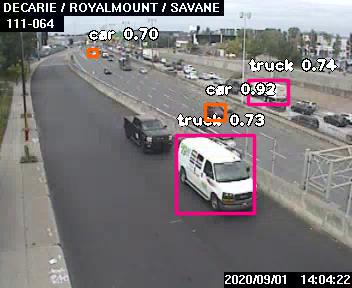 DECARIE / ROYALMOUNT / SAVANE
111-064
car 0.70
truck 0.74
car 0.92
truck 0.73
2020/09/01 14:04:22